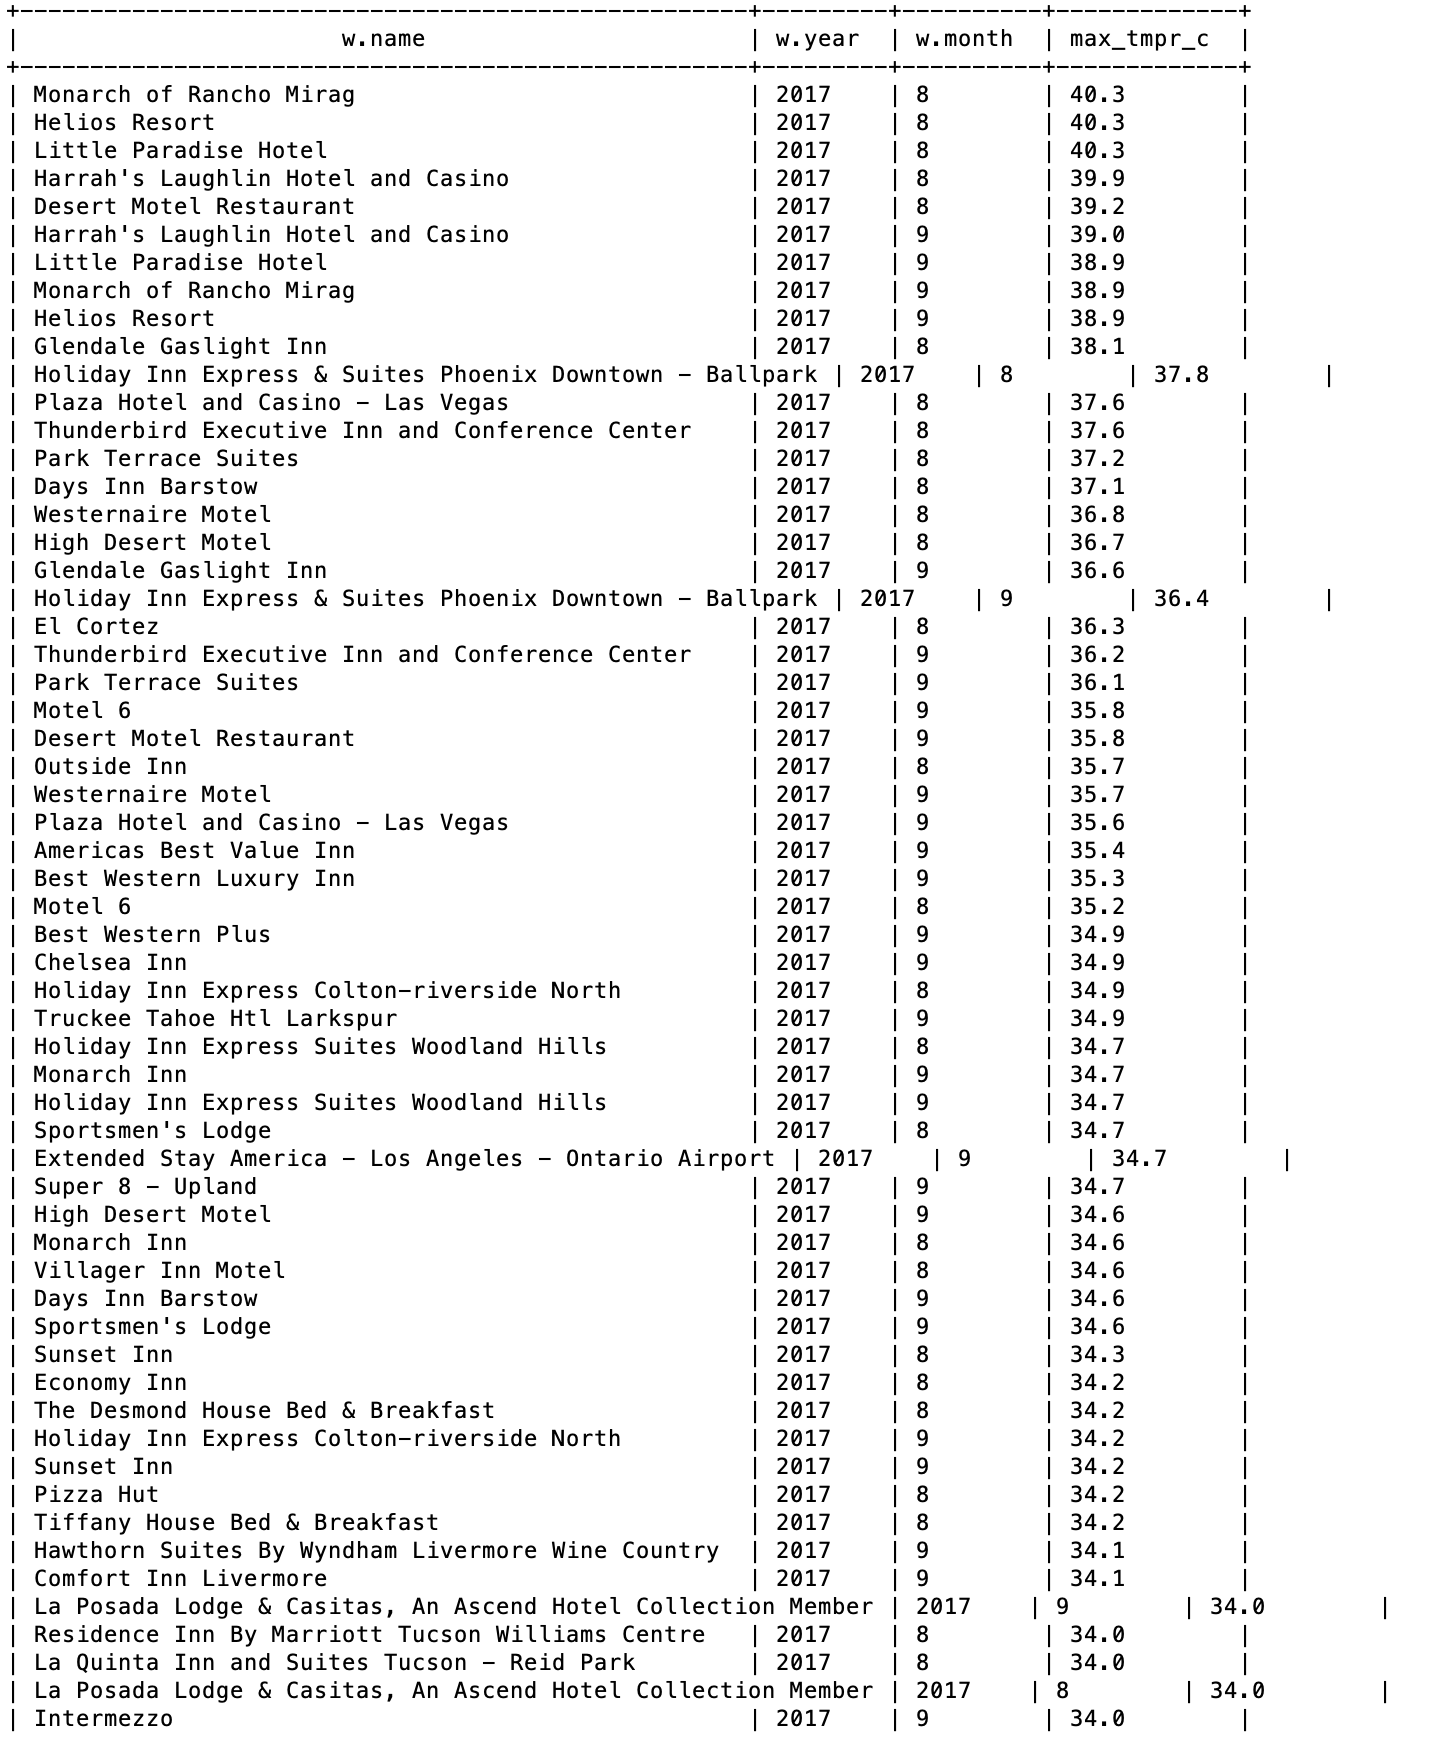 +----------------------------------------------------+---------+----------+-------------+
| w.name | w.year | w.month | max_tmpr_c |
+----------------------------------------------------+---------+----------+-------------+
| Monarch of Rancho Mirag | 2017 | 8 | 40.3 |
| Helios Resort | 2017 | 8 | 40.3 |
| Little Paradise Hotel | 2017 | 8 | 40.3 |
| Harrah's Laughlin Hotel and Casino | 2017 | 8 | 39.9 |
| Desert Motel Restaurant | 2017 | 8 | 39.2 |
| Harrah's Laughlin Hotel and Casino | 2017 | 9 | 39.0 |
| Little Paradise Hotel | 2017 | 9 | 38.9 |
| Monarch of Rancho Mirag | 2017 | 9 | 38.9 |
| Helios Resort | 2017 | 9 | 38.9 |
| Glendale Gaslight Inn | 2017 | 8 | 38.1 |
| Holiday Inn Express & Suites Phoenix Downtown - Ballpark | 2017 | 8 | 37.8 |
| Plaza Hotel and Casino - Las Vegas | 2017 | 8 | 37.6 |
| Thunderbird Executive Inn and Conference Center | 2017 | 8 | 37.6 |
| Park Terrace Suites | 2017 | 8 | 37.2 |
| Days Inn Barstow | 2017 | 8 | 37.1 |
| Westernaire Motel | 2017 | 8 | 36.8 |
| High Desert Motel | 2017 | 8 | 36.7 |
| Glendale Gaslight Inn | 2017 | 9 | 36.6 |
| Holiday Inn Express & Suites Phoenix Downtown - Ballpark | 2017 | 9 | 36.4 |
| El Cortez | 2017 | 8 | 36.3 |
| Thunderbird Executive Inn and Conference Center | 2017 | 9 | 36.2 |
| Park Terrace Suites | 2017 | 9 | 36.1 |
| Motel 6 | 2017 | 9 | 35.8 |
| Desert Motel Restaurant | 2017 | 9 | 35.8 |
| Outside Inn | 2017 | 8 | 35.7 |
| Westernaire Motel | 2017 | 9 | 35.7 |
| Plaza Hotel and Casino - Las Vegas | 2017 | 9 | 35.6 |
| Americas Best Value Inn | 2017 | 9 | 35.4 |
| Best Western Luxury Inn | 2017 | 9 | 35.3 |
| Motel 6 | 2017 | 8 | 35.2 |
| Best Western Plus | 2017 | 9 | 34.9 |
| Chelsea Inn | 2017 | 9 | 34.9 |
| Holiday Inn Express Colton-riverside North | 2017 | 8 | 34.9 |
| Truckee Tahoe Htl Larkspur | 2017 | 9 | 34.9 |
| Holiday Inn Express Suites Woodland Hills | 2017 | 8 | 34.7 |
| Monarch Inn | 2017 | 9 | 34.7 |
| Holiday Inn Express Suites Woodland Hills | 2017 | 9 | 34.7 |
| Sportsmen's Lodge | 2017 | 8 | 34.7 |
| Extended Stay America - Los Angeles - Ontario Airport | 2017 | 9 | 34.7 |
| Super 8 - Upland | 2017 | 9 | 34.7 |
| High Desert Motel | 2017 | 9 | 34.6 |
| Monarch Inn | 2017 | 8 | 34.6 |
| Villager Inn Motel | 2017 | 8 | 34.6 |
| Days Inn Barstow | 2017 | 9 | 34.6 |
| Sportsmen's Lodge | 2017 | 9 | 34.6 |
| Sunset Inn | 2017 | 8 | 34.3 |
| Economy Inn | 2017 | 8 | 34.2 |
| The Desmond House Bed & Breakfast | 2017 | 8 | 34.2 |
| Holiday Inn Express Colton-riverside North | 2017 | 9 | 34.2 |
| Sunset Inn | 2017 | 9 | 34.2 |
| Pizza Hut | 2017 | 8 | 34.2 |
| Tiffany House Bed & Breakfast | 2017 | 8 | 34.2 |
| Hawthorn Suites By Wyndham Livermore Wine Country | 2017 | 9 | 34.1 |
| Comfort Inn Livermore | 2017 | 9 | 34.1 |
| La Posada Lodge & Casitas, An Ascend Hotel Collection Member | 2017 | 9 | 34.0 |
| Residence Inn By Marriott Tucson Williams Centre | 2017 | 8 | 34.0 |
| La Quinta Inn and Suites Tucson - Reid Park | 2017 | 8 | 34.0 |
| La Posada Lodge & Casitas, An Ascend Hotel Collection Member | 2017 | 8 | 34.0 |
| Intermezzo | 2017 | 9 | 34.0 |